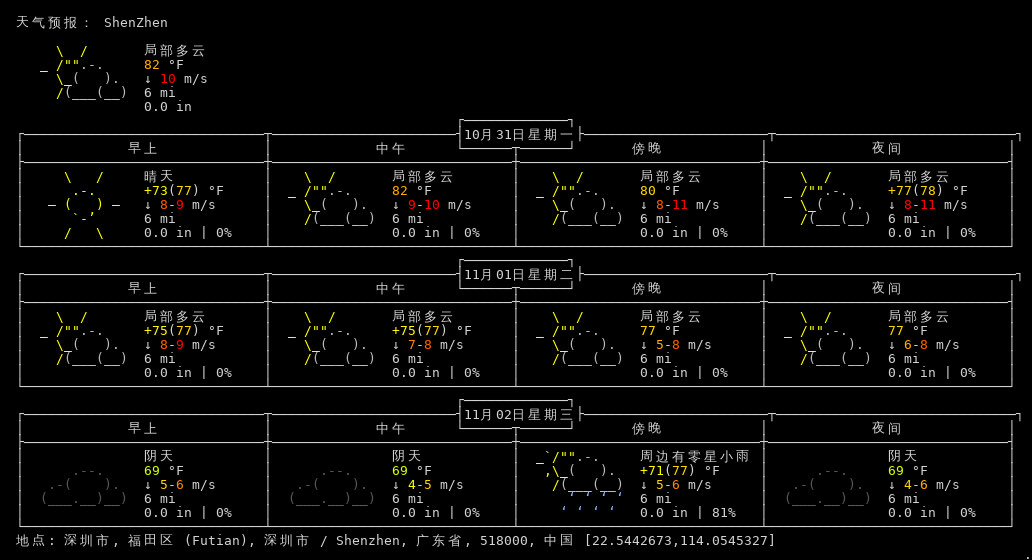 天气预报： ShenZhen
局部多云
82 °F
↓ 10 m/s
6 mi
0.0 in
10月31日星期一
早上 中午 傍晚 夜间
晴天 局部多云 局部多云 局部多云
+73(77) °F 82 °F 80 °F +77(78) °F
↓ 8-9 m/s ↓ 9-10 m/s ↓ 8-11 m/s ↓ 8-11 m/s
6 mi 6 mi 6 mi 6 mi
0.0 in | 0% 0.0 in | 0% 0.0 in | 0% 0.0 in | 0%
11月01日星期二
早上 中午 傍晚 夜间
局部多云 局部多云 局部多云 局部多云
+75(77) °F +75(77) °F 77 °F 77 °F
↓ 8-9 m/s ↓ 7-8 m/s ↓ 5-8 m/s ↓ 6-8 m/s
6 mi 6 mi 6 mi 6 mi
0.0 in | 0% 0.0 in | 0% 0.0 in | 0% 0.0 in | 0%
11月02日星期三
早上 中午 傍晚 夜间
阴天 阴天 周边有零星小雨 阴天
69 °F 69 °F +71(77) °F 69 °F
↓ 5-6 m/s ↓ 4-5 m/s ↓ 5-6 m/s ↓ 4-6 m/s
6 mi 6 mi 6 mi 6 mi
0.0 in | 0% 0.0 in | 0% 0.0 in | 81% 0.0 in | 0%
地点: 深圳市, 福田区 (Futian), 深圳市 / Shenzhen, 广东省, 518000, 中国 [22.5442673,114.0545327]